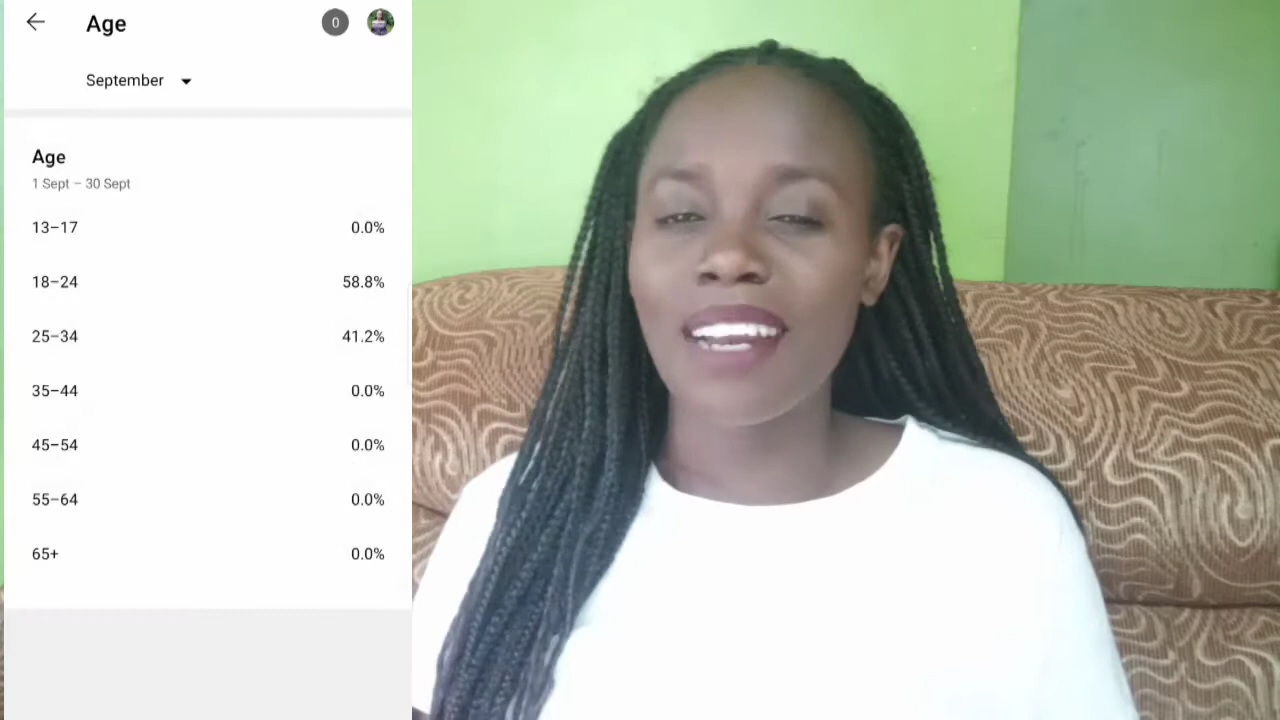 Age
0
September
Age
1 Sept – 30 Sept
13–17 0.0%
18–24 58.8%
25–34 41.2%
35–44 0.0%
45–54 0.0%
55–64 0.0%
65+ 0.0%